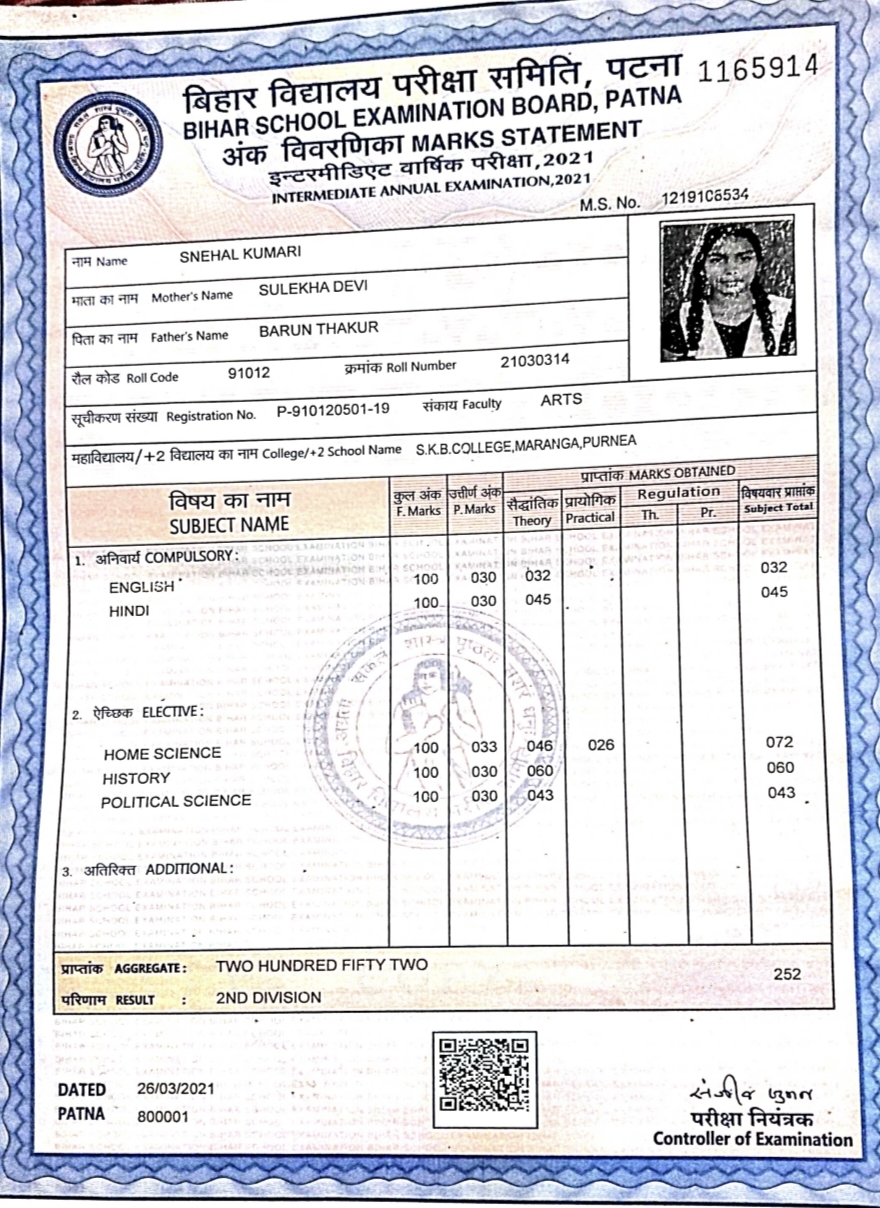 बिहार विद्यालय परीक्षा समिति, पटना 1165914
BIHAR SCHOOL EXAMINATION BOARD, PATNA
अंक विवरणिका MARKS STATEMENT
इन्टरमीडिएट वार्षिक परीक्षा, 2021
INTERMEDIATE ANNUAL EXAMINATION, 2021
M.S. No. 1219106534
नाम Name SNEHAL KUMARI
माता का नाम Mother's Name SULEKHA DEVI
पिता का नाम Father's Name BARUN THAKUR
रौल कोड Roll Code 91012 क्रमांक Roll Number 21030314
सूचीकरण संख्या Registration No. P-910120501-19 संकाय Faculty ARTS
महाविद्यालय/+2 विद्यालय का नाम College/+2 School Name S.K.B.COLLEGE,MARANGA,PURNEA
प्राप्तांक MARKS OBTAINED
विषय का नाम कुल अंक उत्तीर्ण अंक सैद्धांतिक प्रायोगिक Regulation विषयवार प्राप्तांक
SUBJECT NAME F. Marks P. Marks Theory Practical Th. Pr. Subject Total
1. अनिवार्य COMPULSORY:
ENGLISH 100 030 032 032
HINDI 100 030 045 045
2. ऐच्छिक ELECTIVE:
HOME SCIENCE 100 033 046 026 072
HISTORY 100 030 060 060
POLITICAL SCIENCE 100 030 043 043
3. अतिरिक्त ADDITIONAL:
प्राप्तांक AGGREGATE: TWO HUNDRED FIFTY TWO 252
परिणाम RESULT : 2ND DIVISION
DATED 26/03/2021
PATNA 800001
परीक्षा नियंत्रक
Controller of Examination